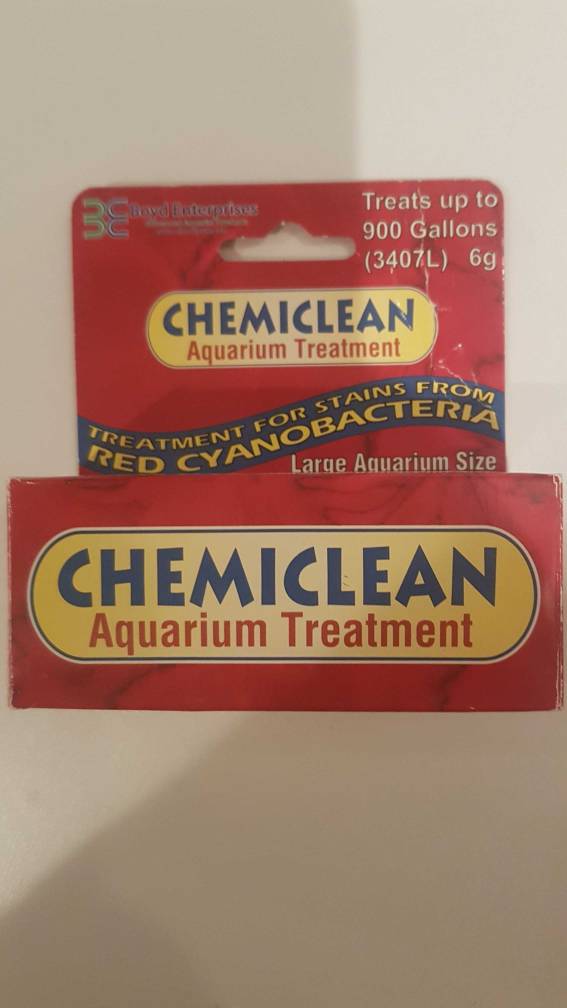 Boyd Enterprises
Treats up to
900 Gallons
(3407L) 6g
CHEMICLEAN
Aquarium Treatment
TREATMENT FOR STAINS FROM
RED CYANOBACTERIA
Large Aquarium Size
CHEMICLEAN
Aquarium Treatment